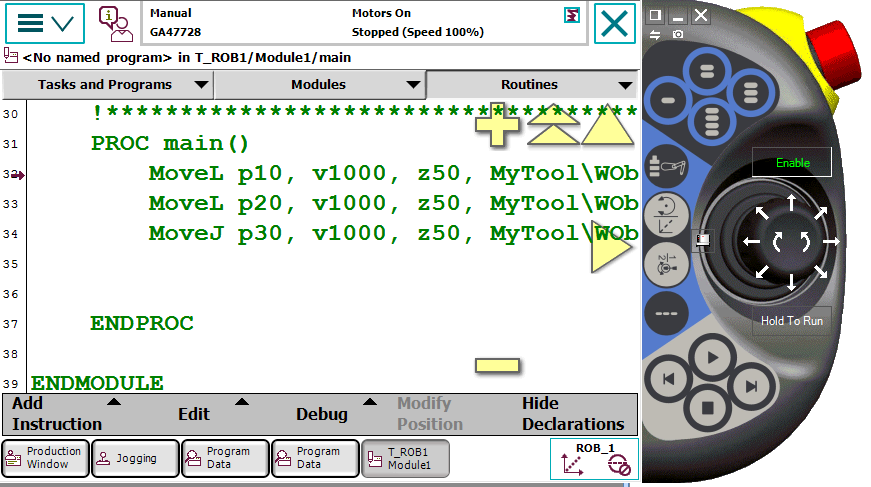 Manual
GA47728
Motors On
Stopped (Speed 100%)
<No named program> in T_ROB1/Module1/main
Tasks and Programs
Modules
Routines
30 !************************************
31 PROC main()
32 MoveL p10, v1000, z50, MyTool\WOb
33 MoveL p20, v1000, z50, MyTool\WOb
34 MoveJ p30, v1000, z50, MyTool\WOb
35
36
37 ENDPROC
38
39 ENDMODULE
Add
Instruction
Edit
Debug
Modify
Position
Hide
Declarations
Production
Window
Jogging
Program
Data
Program
Data
T_ROB1
Module1
ROB_1
Enable
Hold To Run